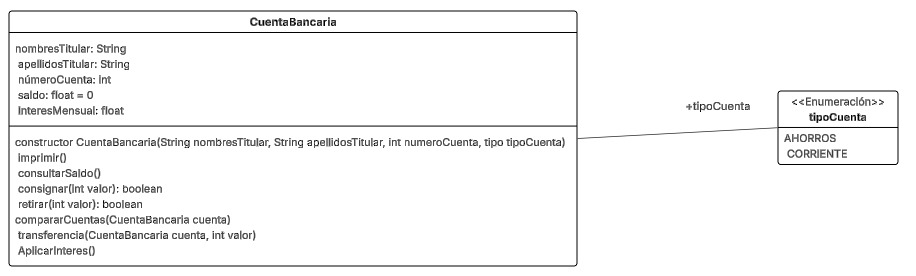 CuentaBancaria
nombresTitular: String
apellidosTitular: String
númeroCuenta: int
saldo: float = 0
interesMensual: float
constructor CuentaBancaria(String nombresTitular, String apellidosTitular, int numeroCuenta, tipo tipoCuenta)
imprimir()
consultarSaldo()
consignar(int valor): boolean
retirar(int valor): boolean
compararCuentas(CuentaBancaria cuenta)
transferencia(CuentaBancaria cuenta, int valor)
AplicarInteres()
+tipoCuenta
<<Enumeración>>
tipoCuenta
AHORROS
CORRIENTE